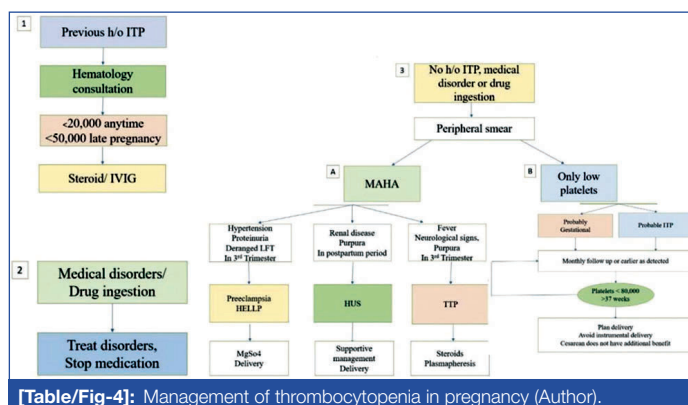 1
Previous h/o ITP
Hematology
consultation
<20,000 anytime
<50,000 late pregnancy
Steroid/ IVIG
2
Medical disorders/
Drug ingestion
Treat disorders,
Stop medication
3
No h/o ITP, medical
disorder or drug
ingestion
Peripheral smear
A
MAHA
Hypertension
Proteinuria
Deranged LFT
In 3rd Trimester
Preeclampsia
HELLP
MgSo4
Delivery
Renal disease
Purpura
In postpartum period
HUS
Supportive
management
Delivery
Fever
Neurological signs,
Purpura
In 3rd Trimester
TTP
Steroids
Plasmapheresis
B
Only low
platelets
Probably
Gestational
Probable ITP
Monthly follow up or earlier as detected
Platelets < 80,000
>37 weeks
Plan delivery
Avoid instrumental delivery
Cesarean does not have additional benefit
[Table/Fig-4]: Management of thrombocytopenia in pregnancy (Author).